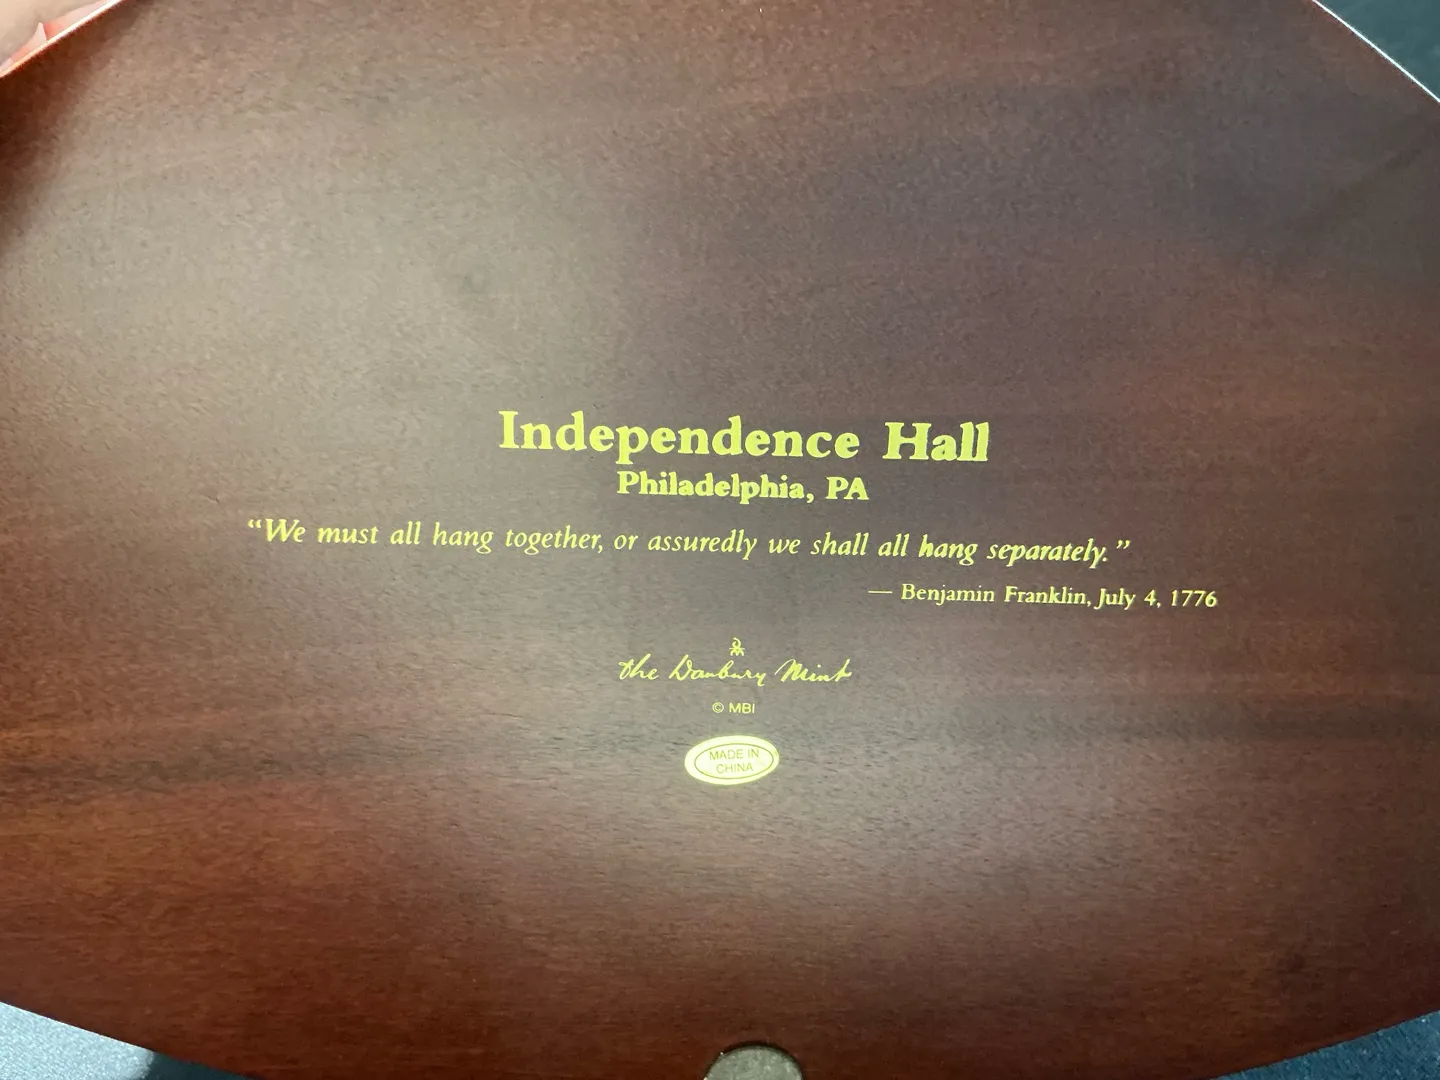 Independence Hall
Philadelphia, PA
“We must all hang together, or assuredly we shall all hang separately.”
— Benjamin Franklin, July 4, 1776
the Danbury Mint
© MBI
MADE IN
CHINA